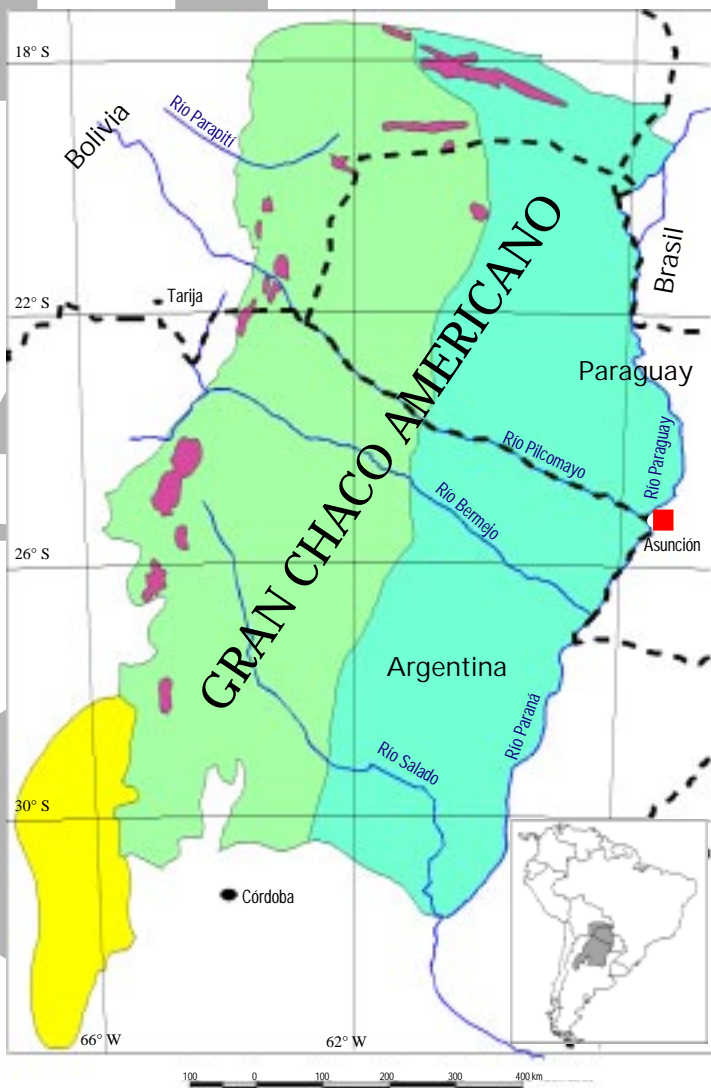 18° S
Bolivia
Río Parapití
Brasil
Tarija
22° S
GRAN CHACO AMERICANO
Paraguay
Río Pilcomayo
Río Paraguay
Río Bermejo
Asunción
26° S
Argentina
Río Paraná
Río Salado
30° S
Córdoba
66° W
62° W
100 0 100 200 300 400 km